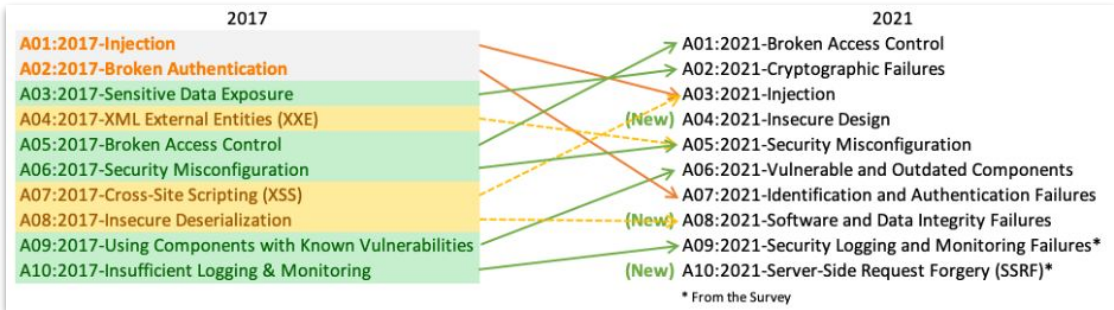 2017
2021
A01:2017-Injection
A01:2021-Broken Access Control
A02:2017-Broken Authentication
A02:2021-Cryptographic Failures
A03:2017-Sensitive Data Exposure
A03:2021-Injection
A04:2017-XML External Entities (XXE)
(New) A04:2021-Insecure Design
A05:2017-Broken Access Control
A05:2021-Security Misconfiguration
A06:2017-Security Misconfiguration
A06:2021-Vulnerable and Outdated Components
A07:2017-Cross-Site Scripting (XSS)
A07:2021-Identification and Authentication Failures
A08:2017-Insecure Deserialization
(New) A08:2021-Software and Data Integrity Failures
A09:2017-Using Components with Known Vulnerabilities
A09:2021-Security Logging and Monitoring Failures*
A10:2017-Insufficient Logging & Monitoring
(New) A10:2021-Server-Side Request Forgery (SSRF)*
* From the Survey